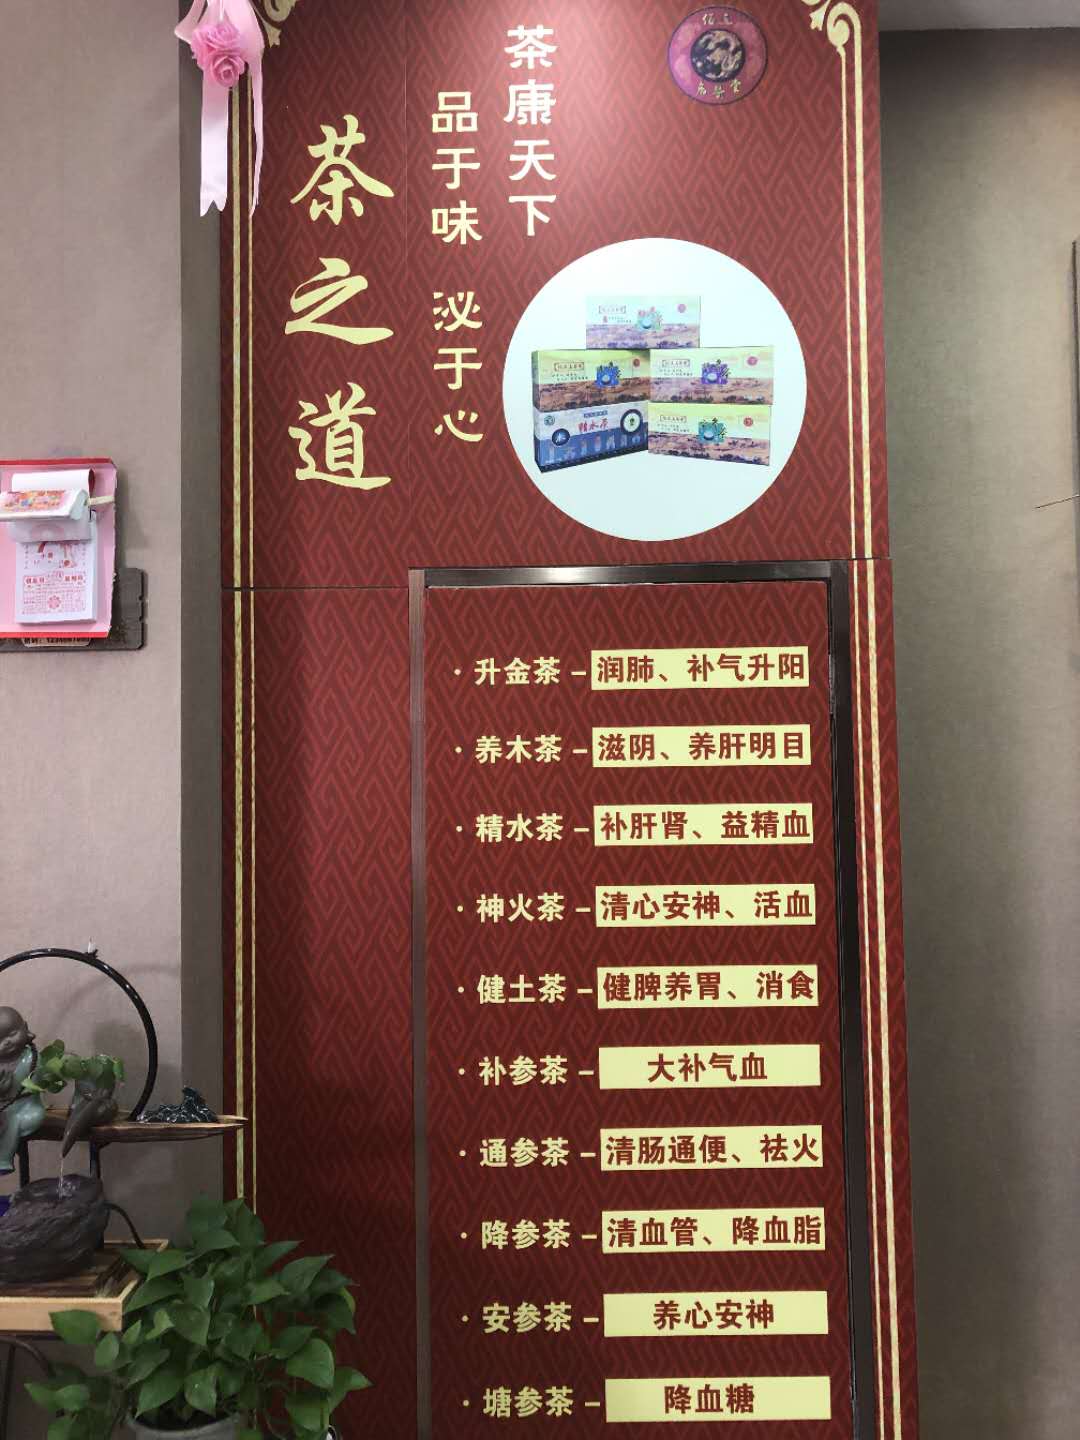 茶康天下
品于味 泌于心
茶之道
精水茶
·升金茶–润肺、补气升阳
·养木茶–滋阴、养肝明目
·精水茶–补肝肾、益精血
·神火茶–清心安神、活血
·健土茶–健脾养胃、消食
·补参茶–大补气血
·通参茶–清肠通便、祛火
·降参茶–清血管、降血脂
·安参茶–养心安神
·塘参茶–降血糖